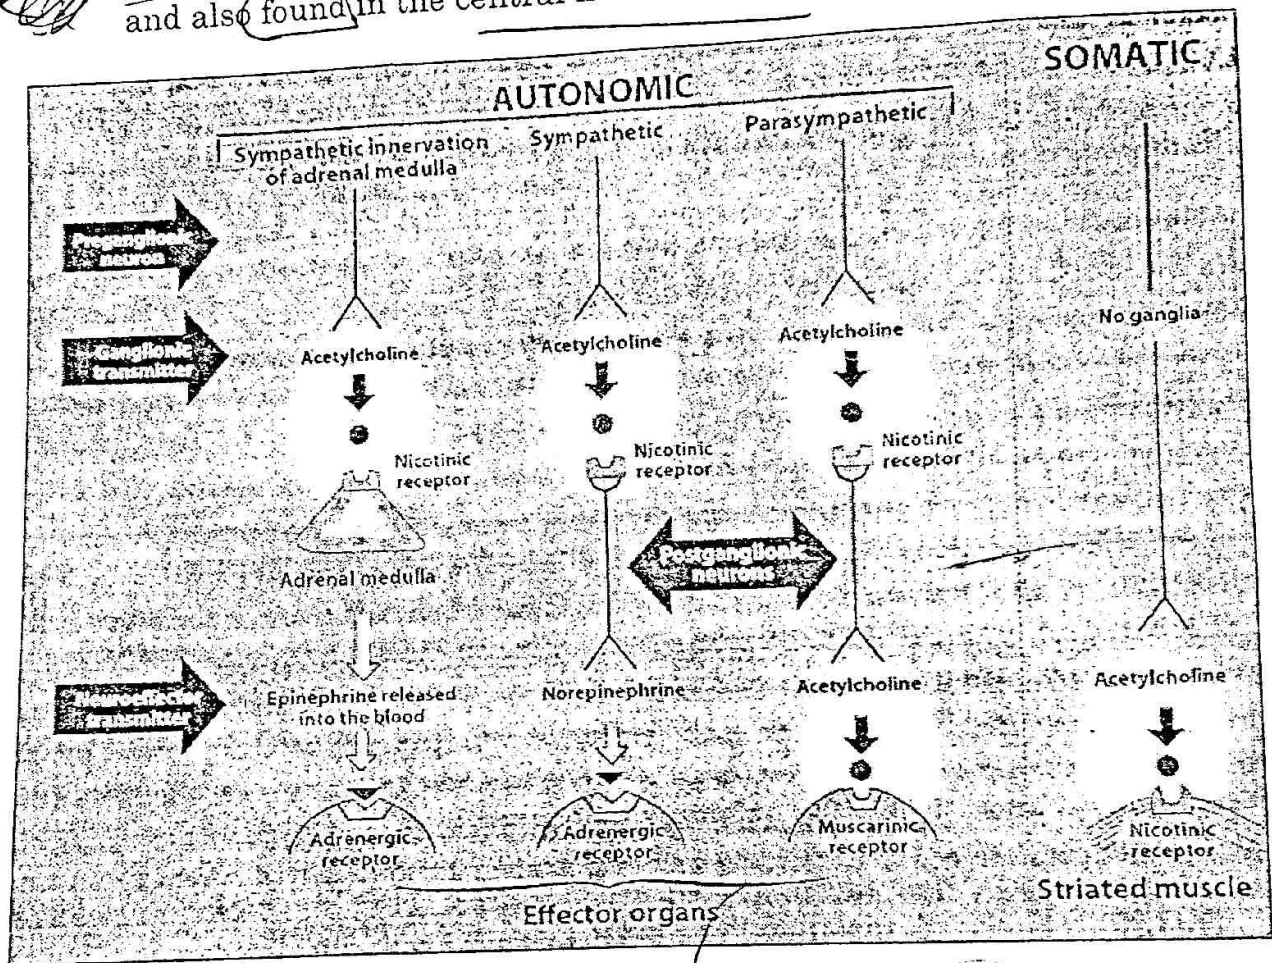 and also found in the central
AUTONOMIC
SOMATIC
Sympathetic innervation
of adrenal medulla
Sympathetic
Parasympathetic
Preganglionic
neuron
Ganglionic
transmitter
Acetylcholine
Acetylcholine
Acetylcholine
No ganglia
Nicotinic
receptor
Nicotinic
receptor
Nicotinic
receptor
Adrenal medulla
Postganglionic
neurons
transmitter
Epinephrine released
into the blood
Norepinephrine
Acetylcholine
Acetylcholine
Adrenergic
receptor
Adrenergic
receptor
Muscarinic
receptor
Nicotinic
receptor
Effector organs
Striated muscle